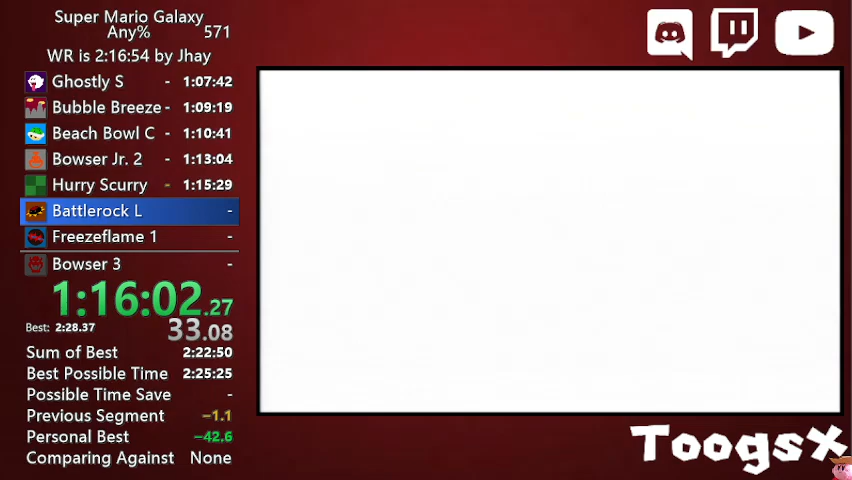 Super Mario Galaxy
Any% 571
WR is 2:16:54 by Jhay
Ghostly S - 1:07:42
Bubble Breeze - 1:09:19
Beach Bowl C - 1:10:41
Bowser Jr. 2 - 1:13:04
Hurry Scurry - 1:15:29
Battlerock L -
Freezeflame 1 -
Bowser 3 -
1:16:02.27
Best: 2:28.37 33.08
Sum of Best 2:22:50
Best Possible Time 2:25:25
Possible Time Save -
Previous Segment −1.1
Personal Best −42.6
Comparing Against None
ToogsX